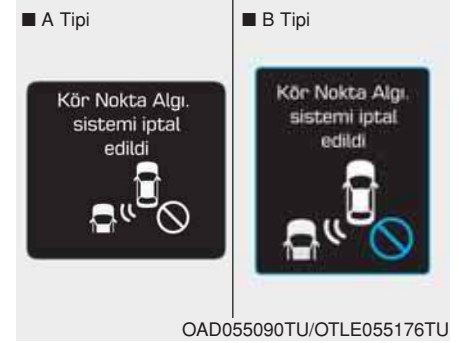 ■ A Tipi
Kör Nokta Algı.
sistemi iptal
edildi
■ B Tipi
Kör Nokta Algı.
sistemi iptal
edildi
OAD055090TU/OTLE055176TU